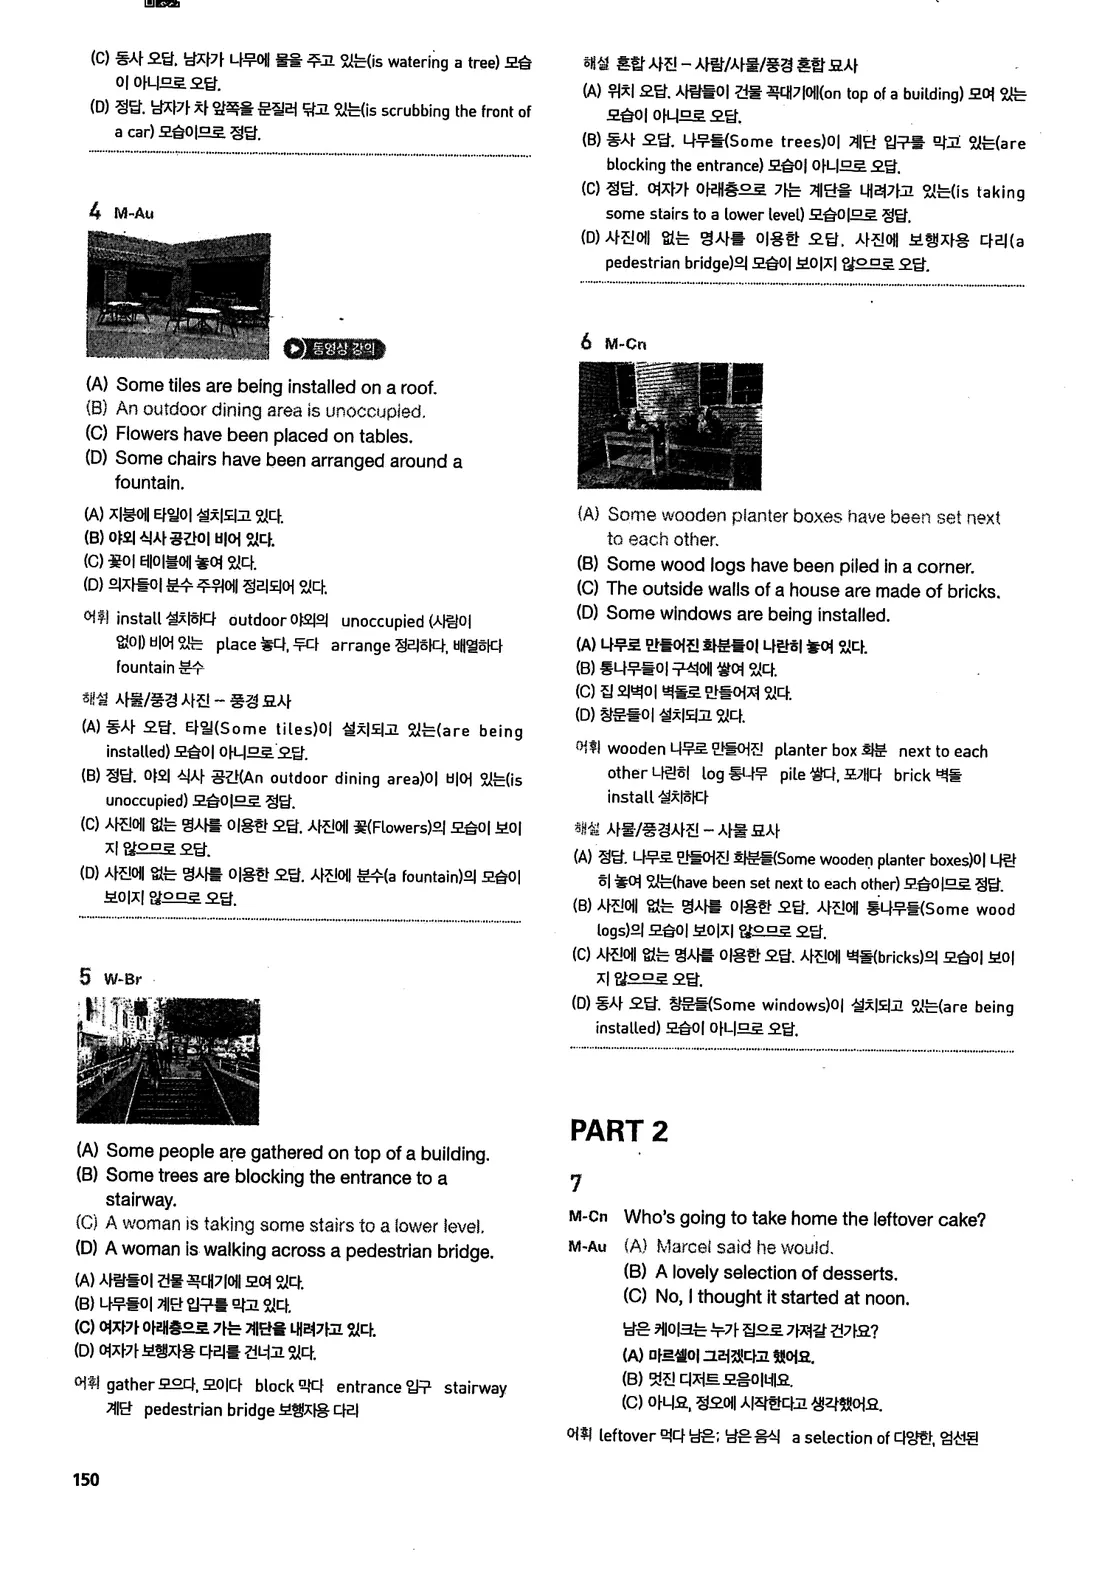 (C) 동사 오답. 남자가 나무에 물을 주고 있는(is watering a tree) 모습
이 아니므로 오답.
(D) 정답. 남자가 차 앞쪽을 문질러 닦고 있는(is scrubbing the front of
a car) 모습이므로 정답.
4 M-Au
동영상 강의
(A) Some tiles are being installed on a roof.
(B) An outdoor dining area is unoccupied.
(C) Flowers have been placed on tables.
(D) Some chairs have been arranged around a
fountain.
(A) 지붕에 타일이 설치되고 있다.
(B) 야외 식사 공간이 비어 있다.
(C) 꽃이 테이블에 놓여 있다.
(D) 의자들이 분수 주위에 정리되어 있다.
어휘 install 설치하다 outdoor 야외의 unoccupied (사람이
없이) 비어 있는 place 놓다, 두다 arrange 정리하다, 배열하다
fountain 분수
해설 사물/풍경 사진 – 풍경 묘사
(A) 동사 오답. 타일(Some tiles)이 설치되고 있는(are being
installed) 모습이 아니므로 오답.
(B) 정답. 야외 식사 공간(An outdoor dining area)이 비어 있는(is
unoccupied) 모습이므로 정답.
(C) 사진에 없는 명사를 이용한 오답. 사진에 꽃(Flowers)의 모습이 보이
지 않으므로 오답.
(D) 사진에 없는 명사를 이용한 오답. 사진에 분수(a fountain)의 모습이
보이지 않으므로 오답.
5 W-Br
(A) Some people are gathered on top of a building.
(B) Some trees are blocking the entrance to a
stairway.
(C) A woman is taking some stairs to a lower level.
(D) A woman is walking across a pedestrian bridge.
(A) 사람들이 건물 꼭대기에 모여 있다.
(B) 나무들이 계단 입구를 막고 있다.
(C) 여자가 아래층으로 가는 계단을 내려가고 있다.
(D) 여자가 보행자용 다리를 건너고 있다.
어휘 gather 모으다, 모이다 block 막다 entrance 입구 stairway
계단 pedestrian bridge 보행자용 다리
150
해설 혼합 사진 – 사람/사물/풍경 혼합 묘사
(A) 위치 오답. 사람들이 건물 꼭대기에(on top of a building) 모여 있는
모습이 아니므로 오답.
(B) 동사 오답. 나무들(Some trees)이 계단 입구를 막고 있는(are
blocking the entrance) 모습이 아니므로 오답.
(C) 정답. 여자가 아래층으로 가는 계단을 내려가고 있는(is taking
some stairs to a lower level) 모습이므로 정답.
(D) 사진에 없는 명사를 이용한 오답. 사진에 보행자용 다리(a
pedestrian bridge)의 모습이 보이지 않으므로 오답.
6 M-Cn
(A) Some wooden planter boxes have been set next
to each other.
(B) Some wood logs have been piled in a corner.
(C) The outside walls of a house are made of bricks.
(D) Some windows are being installed.
(A) 나무로 만들어진 화분들이 나란히 놓여 있다.
(B) 통나무들이 구석에 쌓여 있다.
(C) 집 외벽이 벽돌로 만들어져 있다.
(D) 창문들이 설치되고 있다.
어휘 wooden 나무로 만들어진 planter box 화분 next to each
other 나란히 log 통나무 pile 쌓다, 포개다 brick 벽돌
install 설치하다
해설 사물/풍경사진 – 사물 묘사
(A) 정답. 나무로 만들어진 화분들(Some wooden planter boxes)이 나란
히 놓여 있는(have been set next to each other) 모습이므로 정답.
(B) 사진에 없는 명사를 이용한 오답. 사진에 통나무들(Some wood
logs)의 모습이 보이지 않으므로 오답.
(C) 사진에 없는 명사를 이용한 오답. 사진에 벽돌(bricks)의 모습이 보이
지 않으므로 오답.
(D) 동사 오답. 창문들(Some windows)이 설치되고 있는(are being
installed) 모습이 아니므로 오답.
PART 2
7
M-Cn Who's going to take home the leftover cake?
M-Au (A) Marcel said he would.
(B) A lovely selection of desserts.
(C) No, I thought it started at noon.
남은 케이크는 누가 집으로 가져갈 건가요?
(A) 마르셀이 그러겠다고 했어요.
(B) 멋진 디저트 모음이네요.
(C) 아니요, 정오에 시작한다고 생각했어요.
어휘 leftover 먹다 남은; 남은 음식 a selection of 다양한, 엄선된